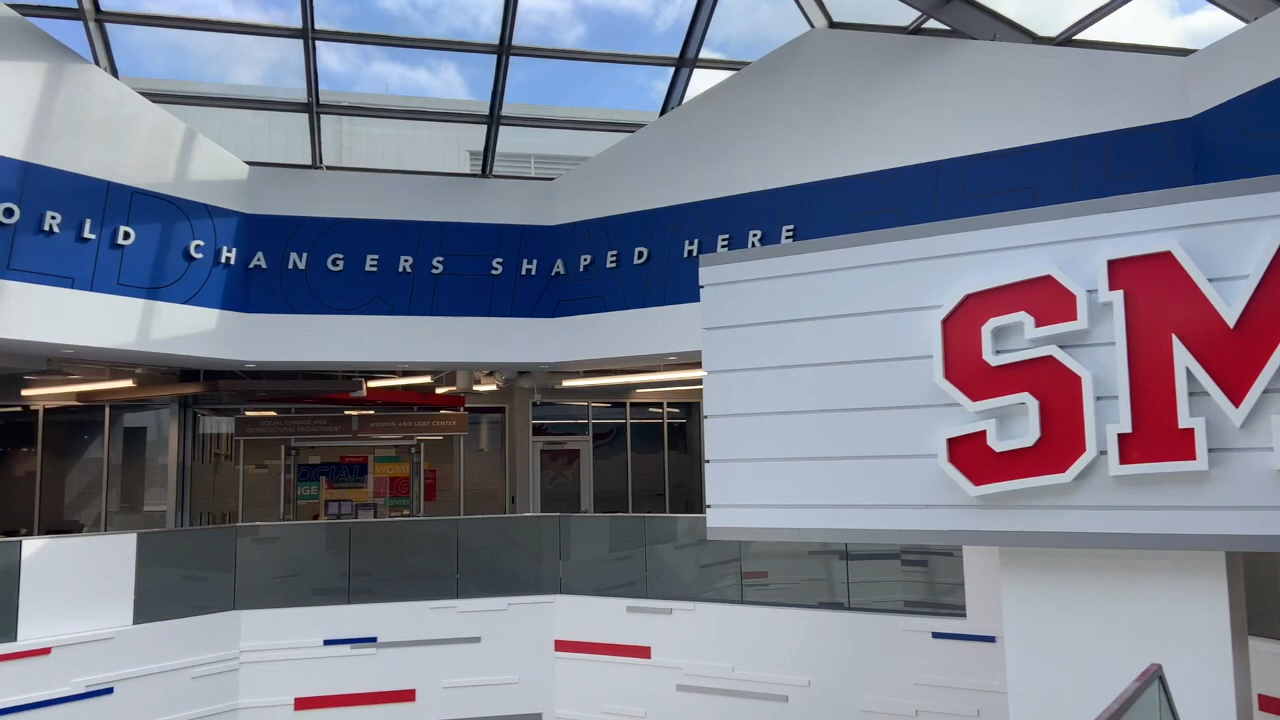 ORLD CHANGERS SHAPED HERE
SM
SOCIAL CHANGE AND
INTERCULTURAL ENGAGEMENT
WOMEN AND LGBT CENTER